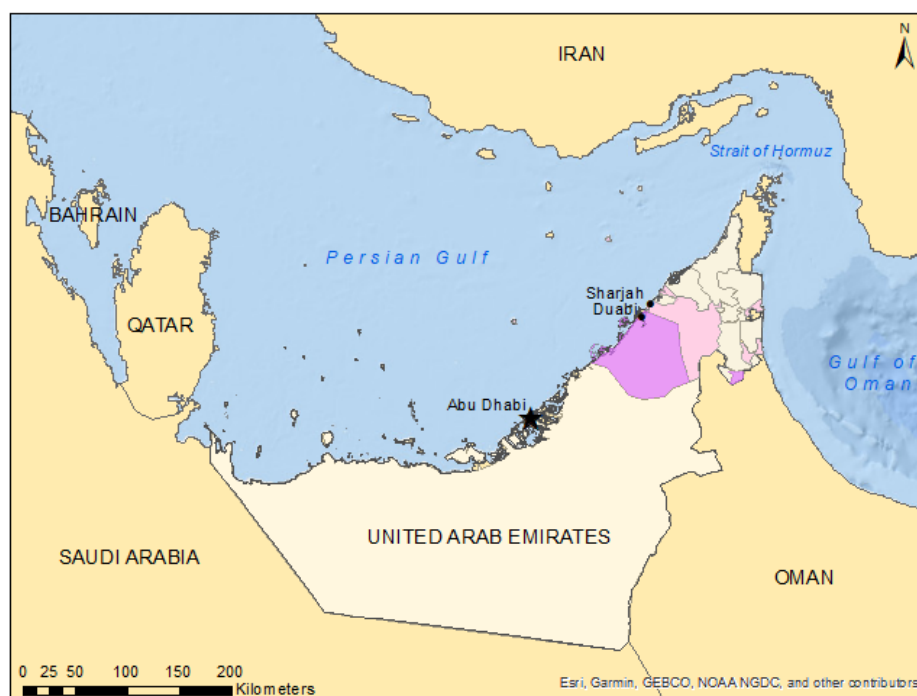 N
IRAN
Strait of Hormuz
BAHRAIN
Persian Gulf
Sharjah
Duabi
QATAR
Gulf of
Oman
Abu Dhabi
UNITED ARAB EMIRATES
SAUDI ARABIA
OMAN
0 25 50 100 150 200
Kilometers
Esri, Garmin, GEBCO, NOAA NGDC, and other contributors